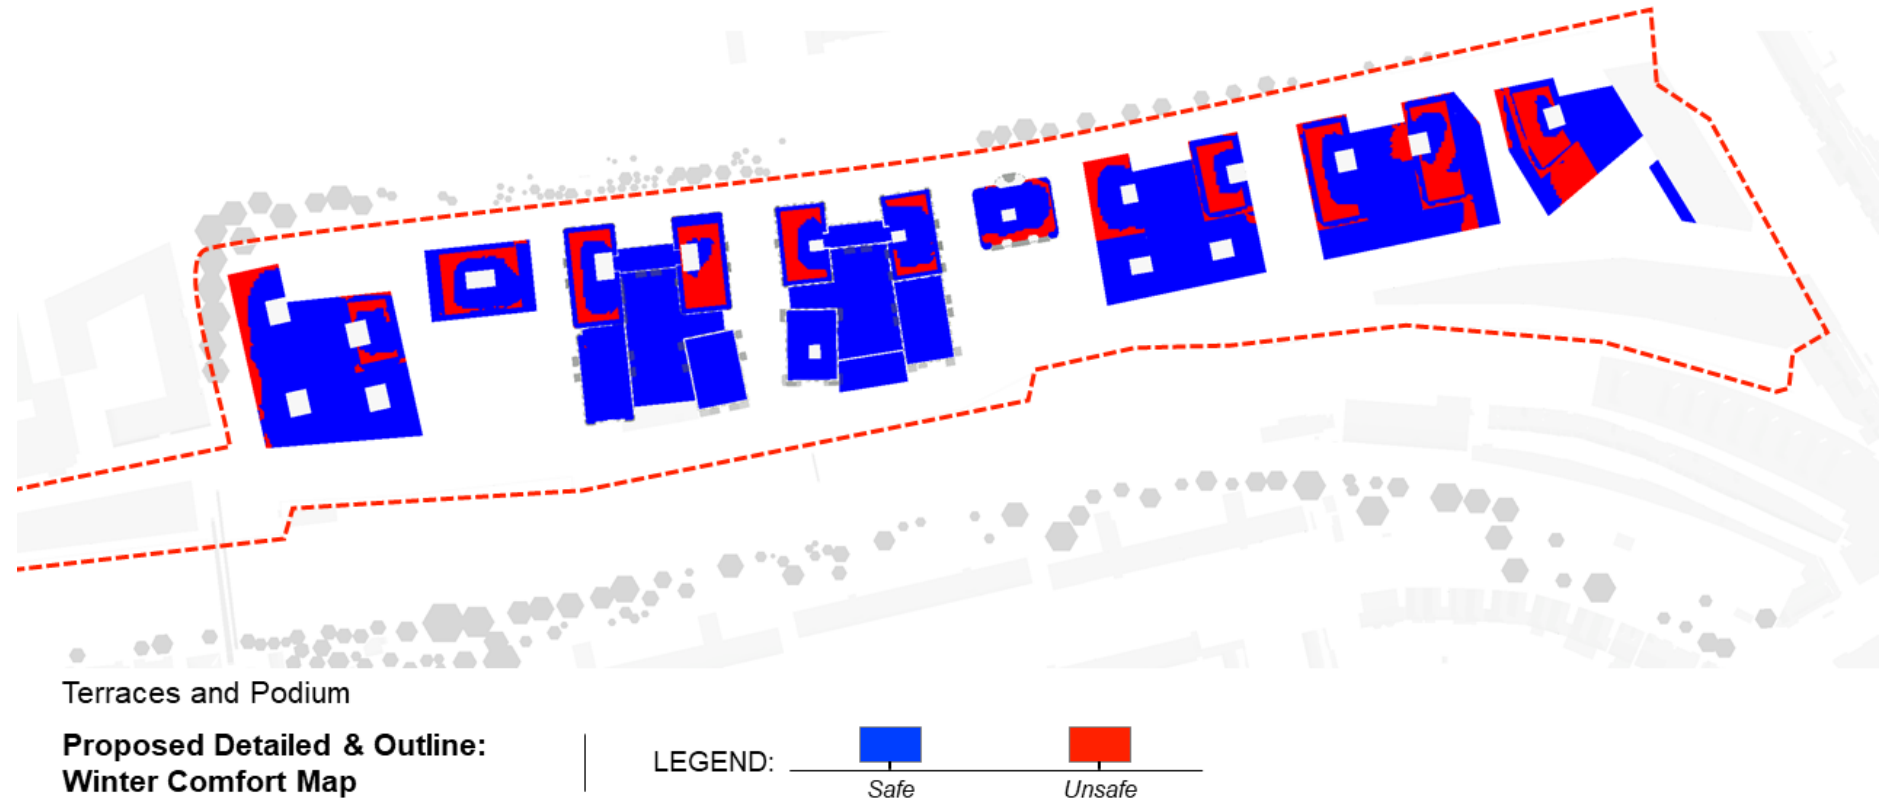 Terraces and Podium
Proposed Detailed & Outline:
Winter Comfort Map
LEGEND:
Safe
Unsafe